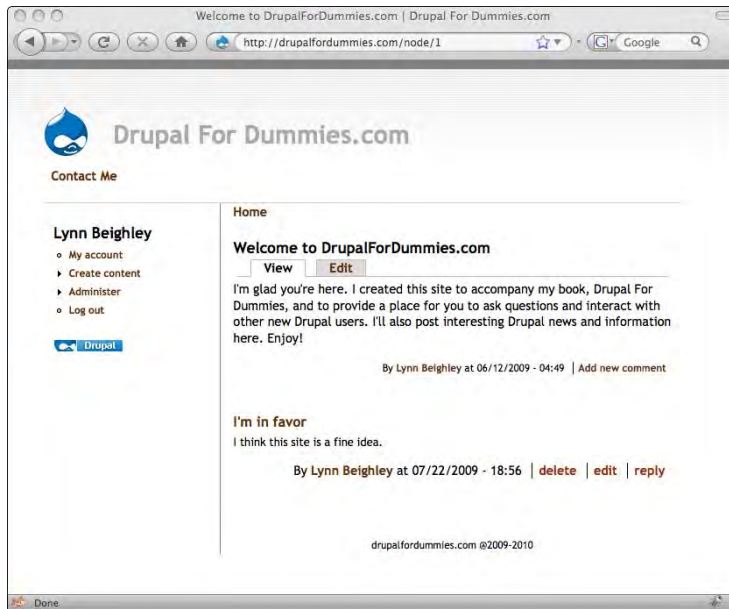 Welcome to DrupalForDummies.com | Drupal For Dummies.com
http://drupalfordummies.com/node/1
Google
Drupal For Dummies.com
Contact Me
Lynn Beighley
My account
Create content
Administer
Log out
Drupal
Home
Welcome to DrupalForDummies.com
View Edit
I'm glad you're here. I created this site to accompany my book, Drupal For
Dummies, and to provide a place for you to ask questions and interact with
other new Drupal users. I'll also post interesting Drupal news and information
here. Enjoy!
By Lynn Beighley at 06/12/2009 - 04:49 | Add new comment
I'm in favor
I think this site is a fine idea.
By Lynn Beighley at 07/22/2009 - 18:56 | delete | edit | reply
drupalfordummies.com @2009-2010
Done